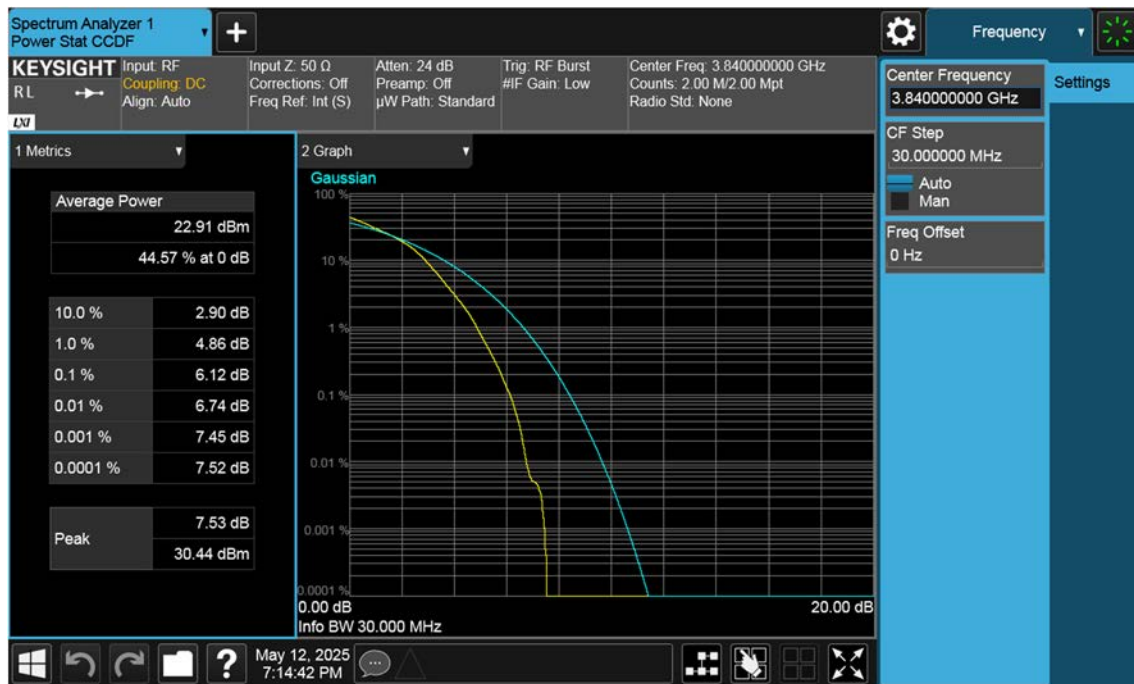 Spectrum Analyzer 1
Power Stat CCDF
Frequency
KEYSIGHT
RL
LXI
Input: RF
Coupling: DC
Align: Auto
Input Z: 50 Ω
Corrections: Off
Freq Ref: Int (S)
Atten: 24 dB
Preamp: Off
µW Path: Standard
Trig: RF Burst
#IF Gain: Low
Center Freq: 3.840000000 GHz
Counts: 2.00 M/2.00 Mpt
Radio Std: None
Center Frequency
3.840000000 GHz
Settings
CF Step
30.000000 MHz
Auto
Man
Freq Offset
0 Hz
1 Metrics
Average Power
22.91 dBm
44.57 % at 0 dB
10.0 % 2.90 dB
1.0 % 4.86 dB
0.1 % 6.12 dB
0.01 % 6.74 dB
0.001 % 7.45 dB
0.0001 % 7.52 dB
Peak
7.53 dB
30.44 dBm
2 Graph
Gaussian
100 %
10 %
1 %
0.1 %
0.01 %
0.001 %
0.0001 %
0.00 dB 20.00 dB
Info BW 30.000 MHz
?
May 12, 2025
7:14:42 PM